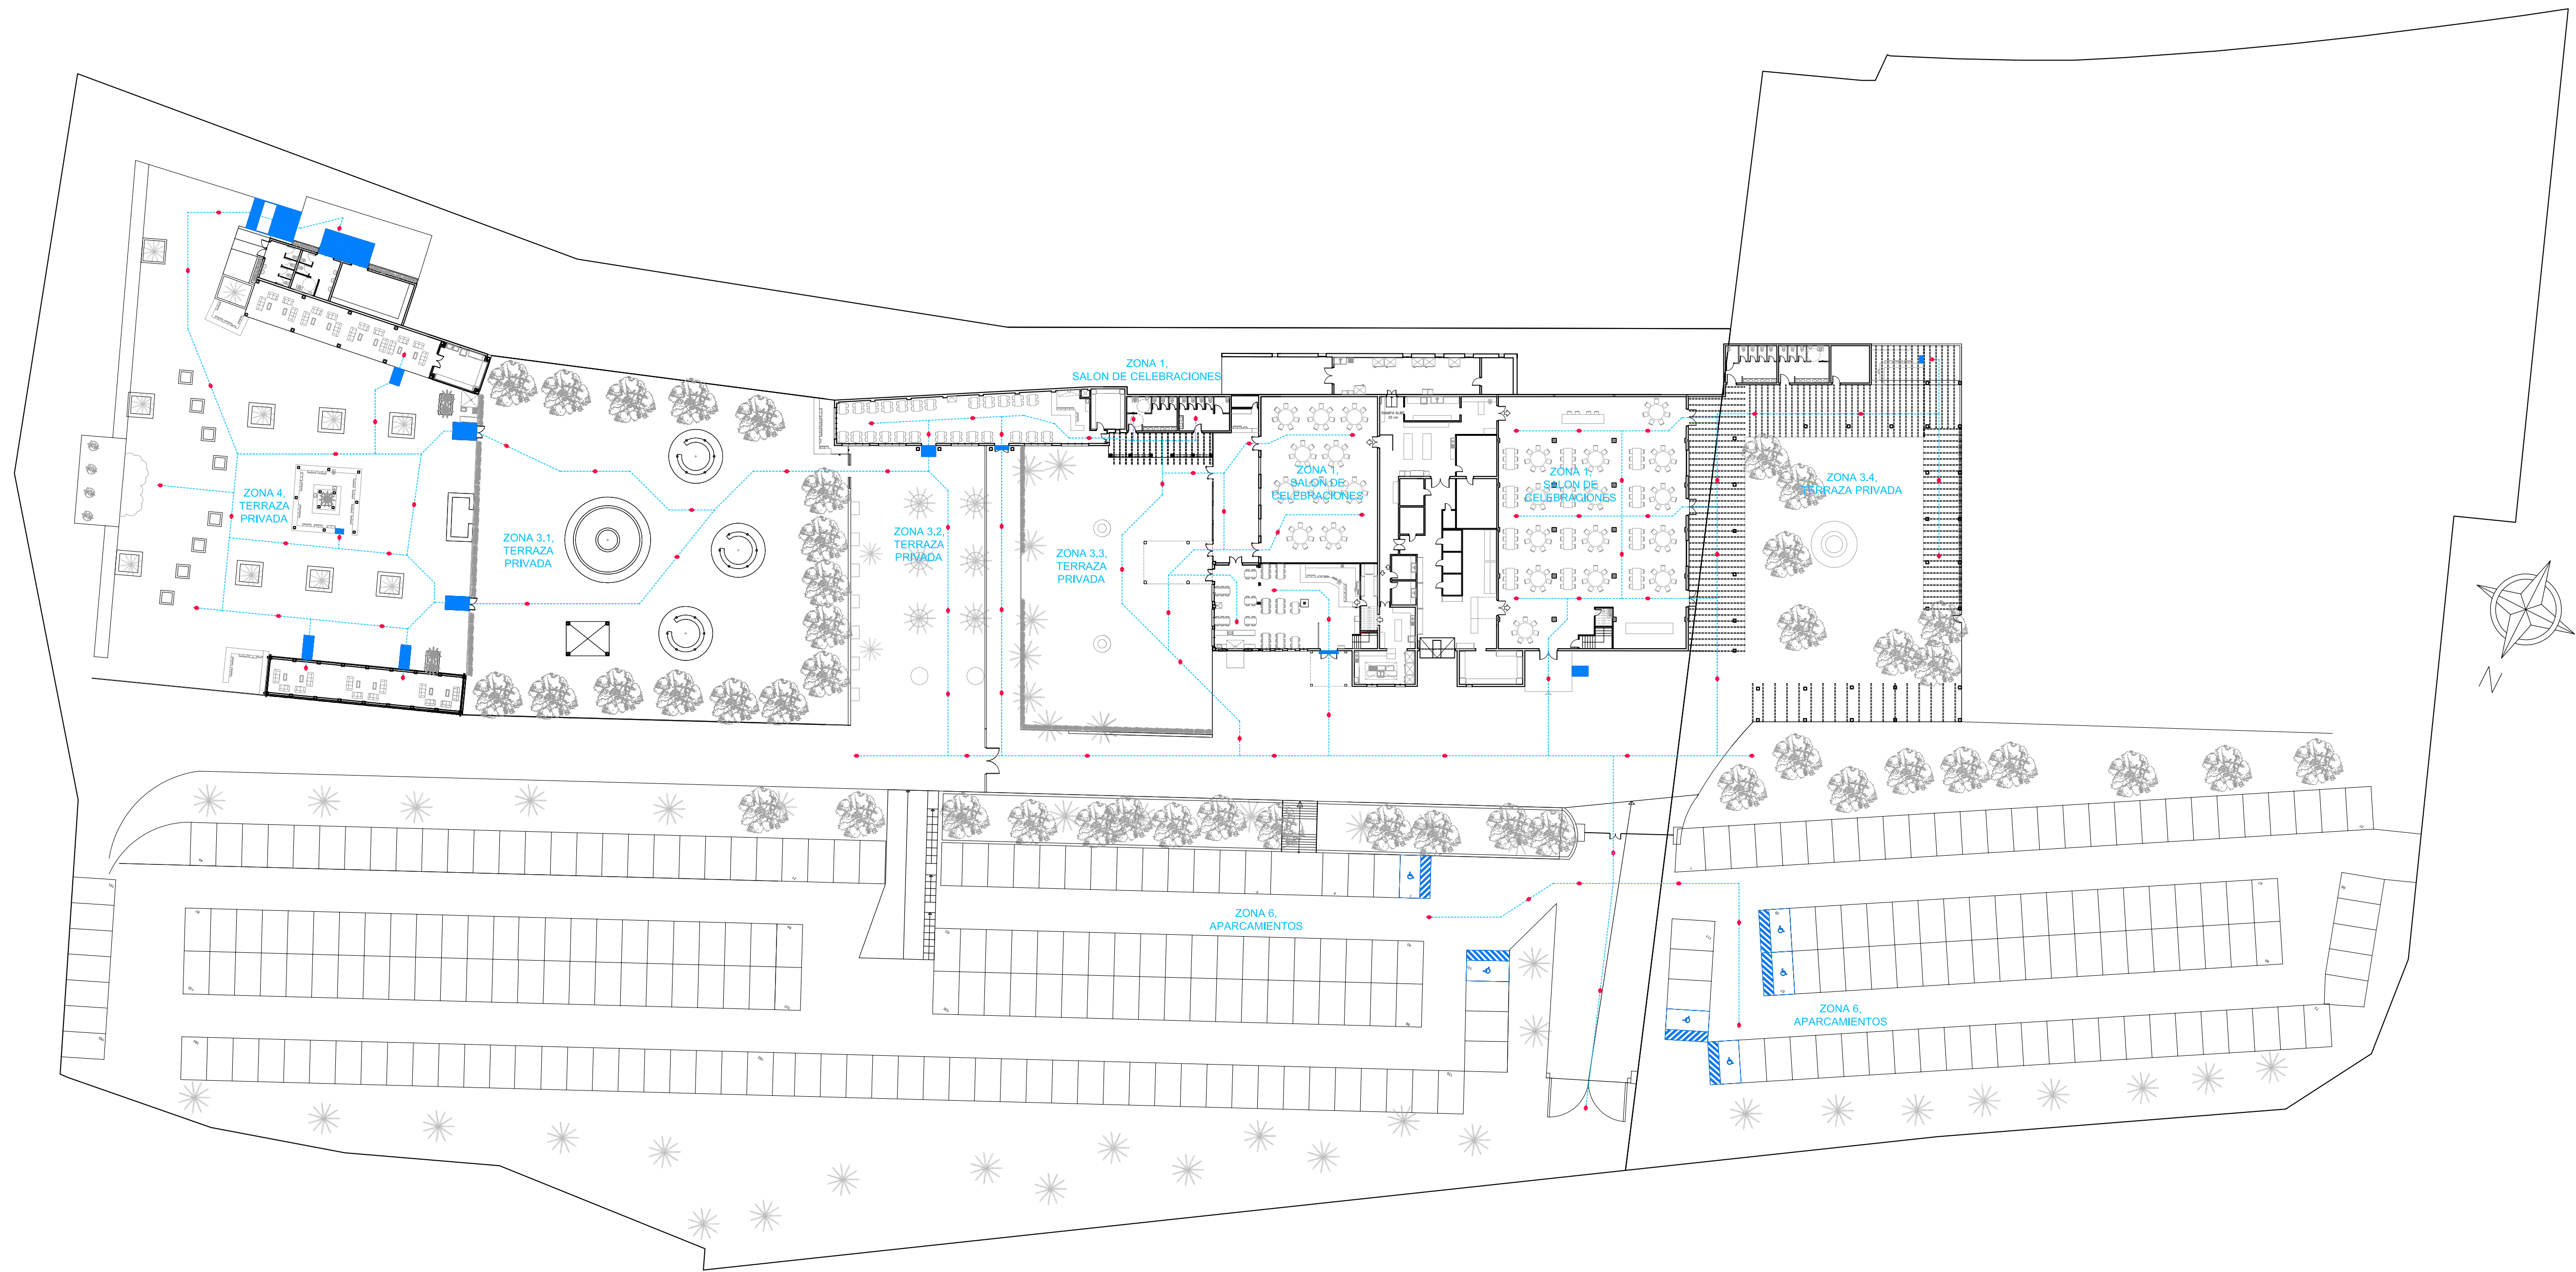 ZONA 1,
SALON DE CELEBRACIONES
ZONA 1,
SALON DE
CELEBRACIONES
ZONA 1,
SALON DE
CELEBRACIONES
ZONA 3.4,
TERRAZA PRIVADA
ZONA 4,
TERRAZA
PRIVADA
ZONA 3.1,
TERRAZA
PRIVADA
ZONA 3.2,
TERRAZA
PRIVADA
ZONA 3.3,
TERRAZA
PRIVADA
N
ZONA 6,
APARCAMIENTOS
ZONA 6,
APARCAMIENTOS